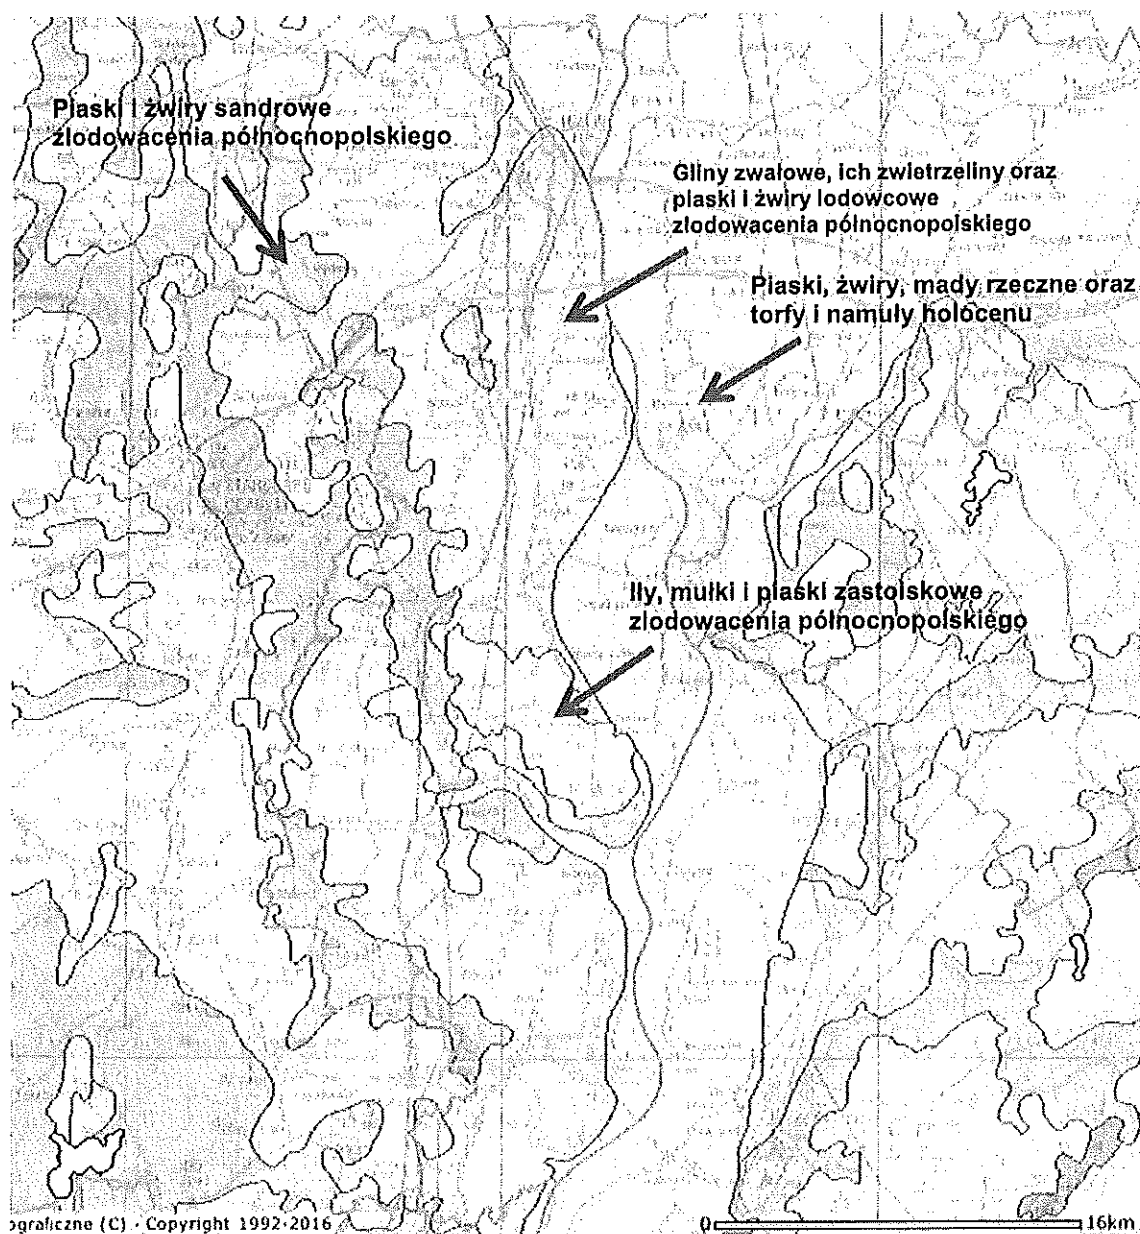 Piaski i żwiry sandrowe
zlodowacenia północnopolskiego
Gliny zwałowe, ich zwietrzeliny oraz
piaski i żwiry lodowcowe
zlodowacenia północnopolskiego
Piaski, żwiry, mady rzeczne oraz
torfy i namuły holocenu
Iły, mułki i piaski zastoiskowe
zlodowacenia północnopolskiego
ograficzne (C) - Copyright 1992-2016
0 16km